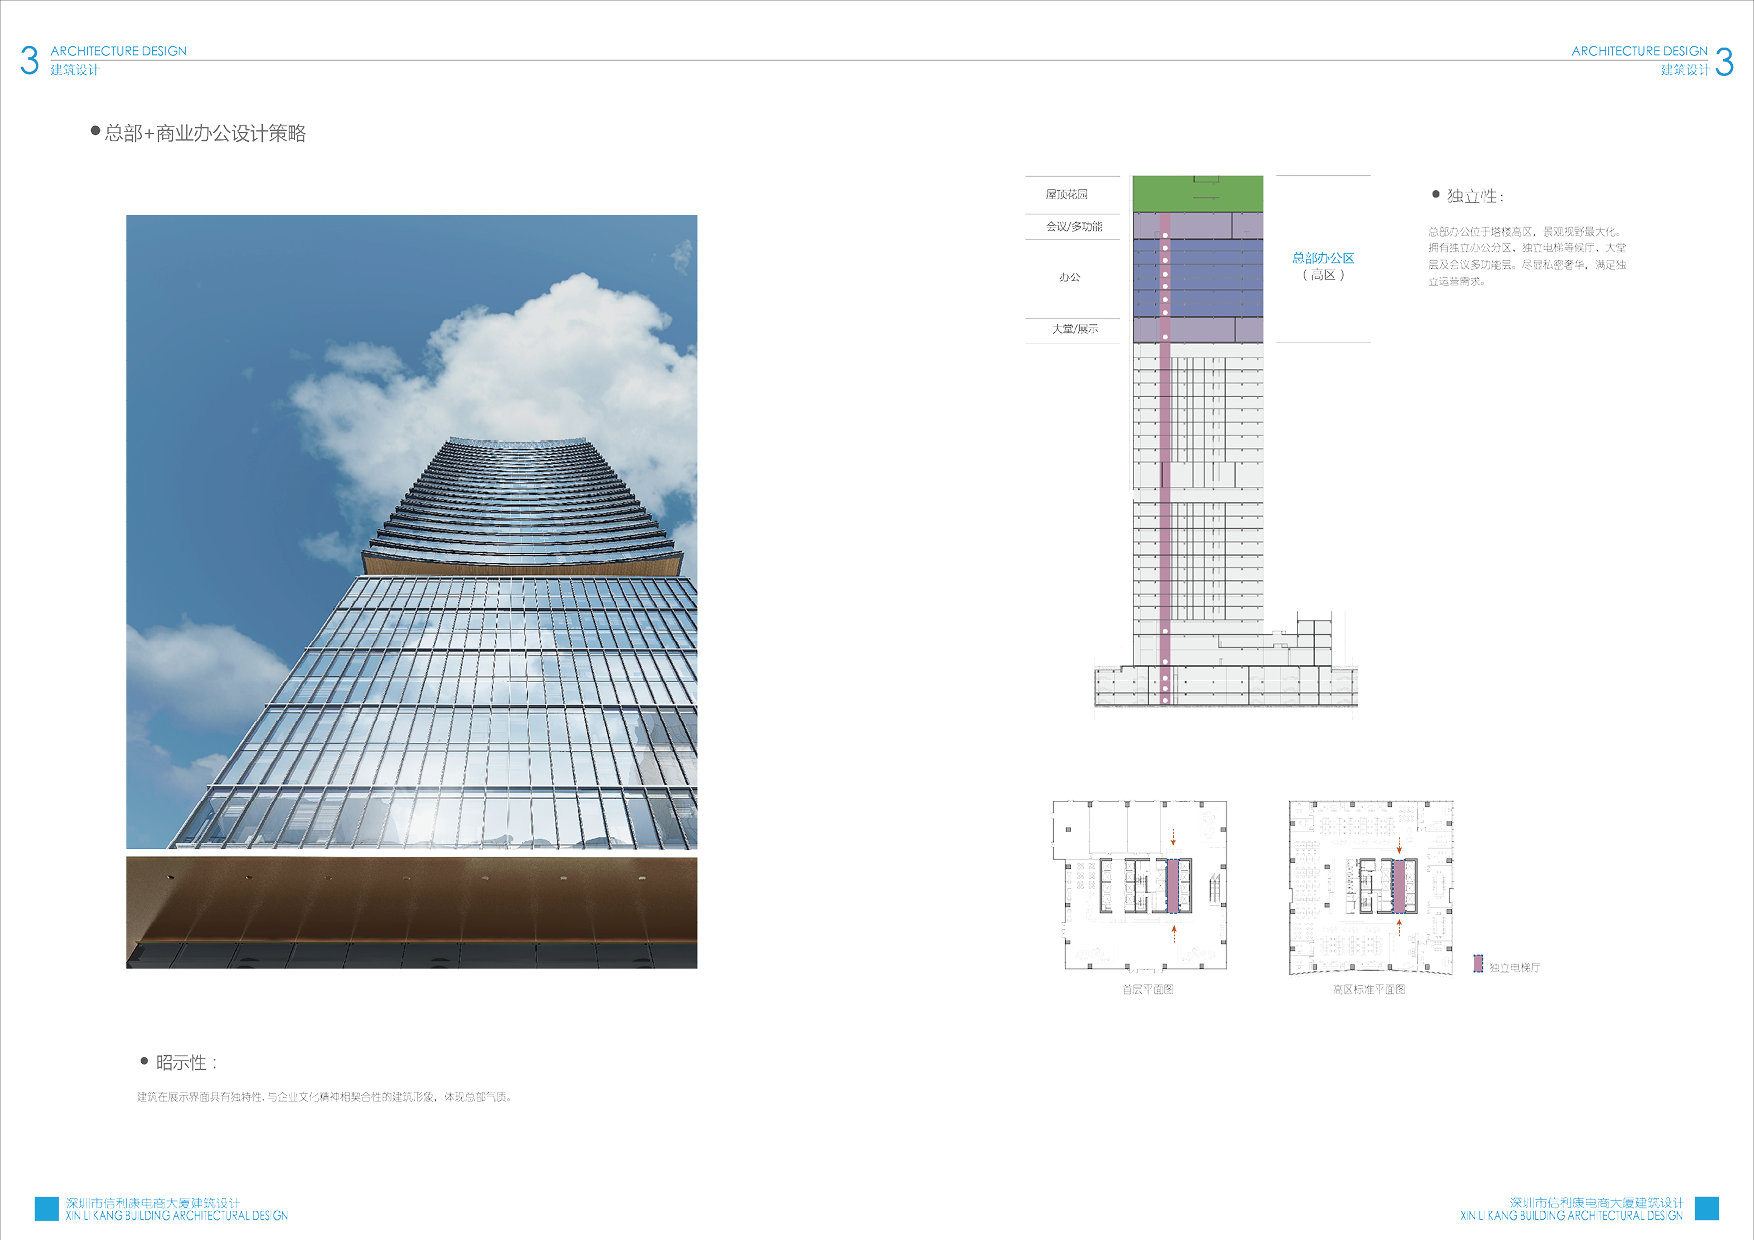 3
ARCHITECTURE DESIGN
建筑设计
ARCHITECTURE DESIGN
建筑设计
3
总部+商业办公设计策略
屋顶花园
会议/多功能
办公
大堂/展示
总部办公区
（高区）
独立性：
总部办公位于塔楼高区，景观视野最大化。
拥有独立办公分区、独立电梯等候厅、大堂
层及会议多功能层。尽显私密奢华，满足独
立运营需求。
首层平面图
高区标准平面图
独立电梯厅
昭示性：
建筑在展示界面具有独特性，与企业文化精神相契合性的建筑形象，体现总部气质。
深圳市信利康电商大厦建筑设计
XIN LI KANG BUILDING ARCHITECTURAL DESIGN
深圳市信利康电商大厦建筑设计
XIN LI KANG BUILDING ARCHITECTURAL DESIGN